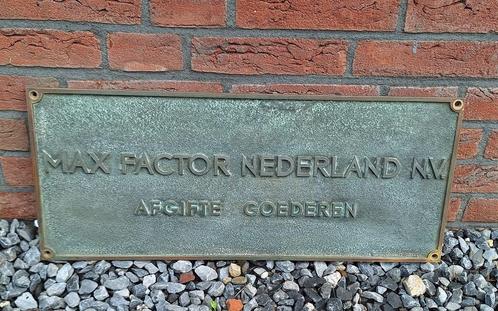 MAX FACTOR NEDERLAND N.V.
AFGIFTE GOEDEREN